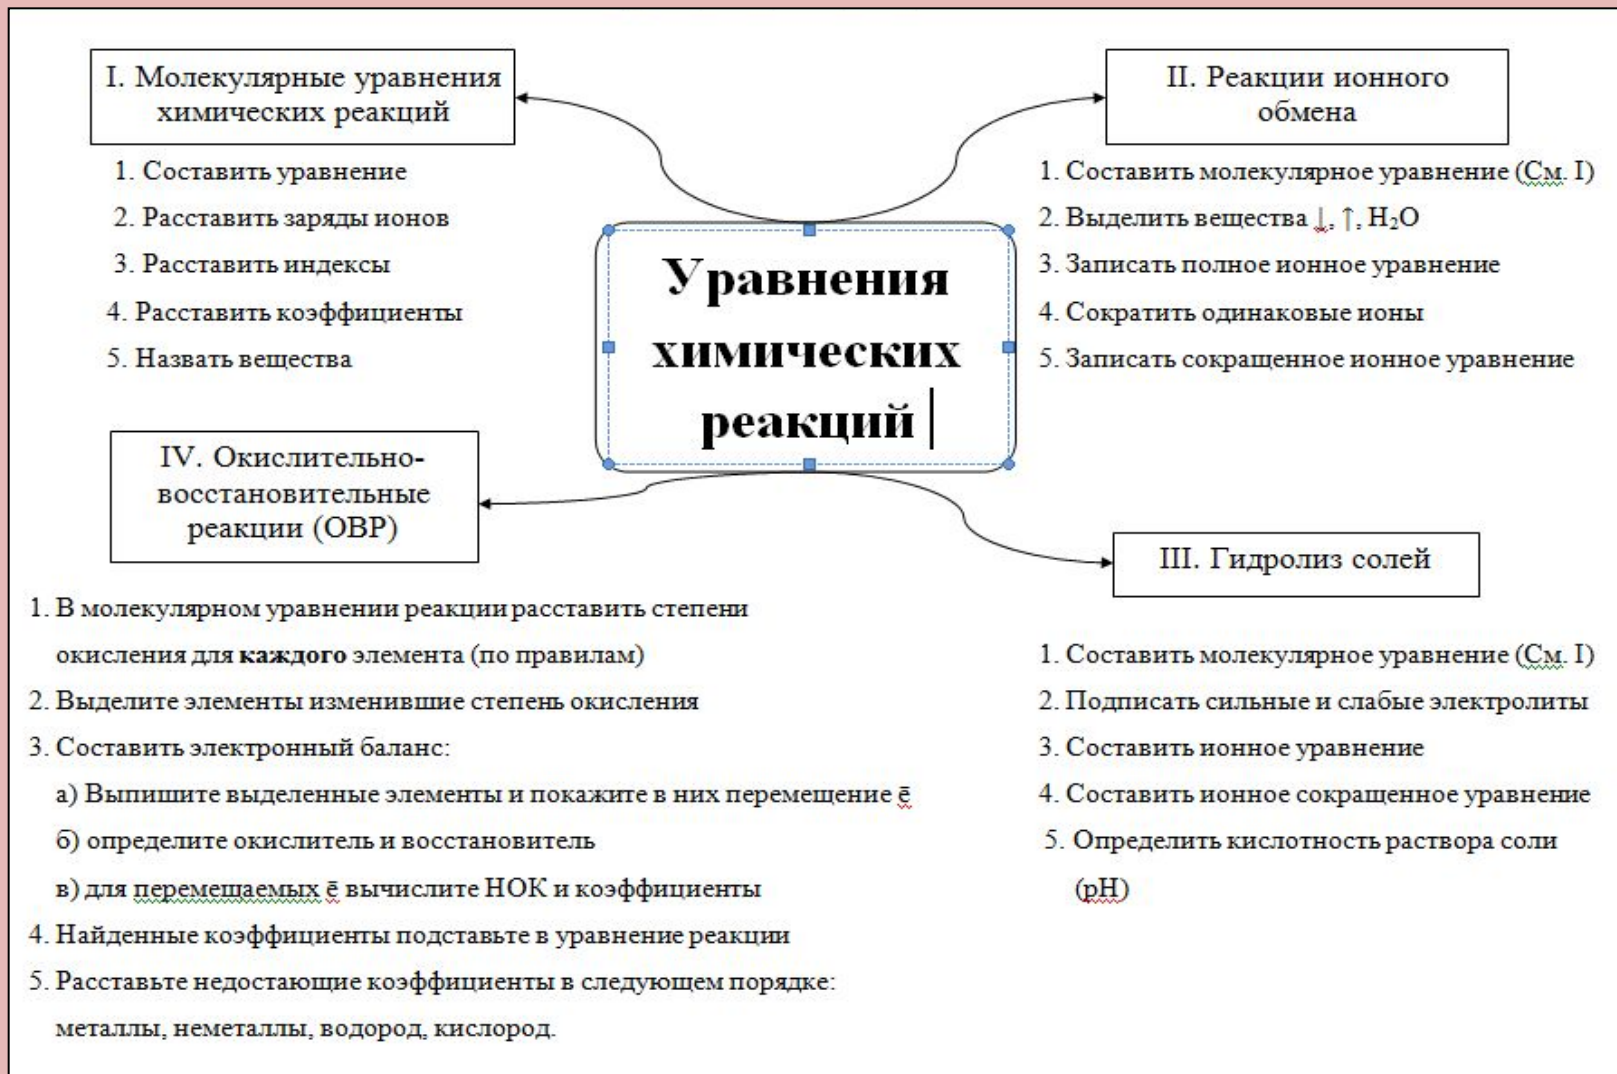 I. Молекулярные уравнения
химических реакций
1. Составить уравнение
2. Расставить заряды ионов
3. Расставить индексы
4. Расставить коэффициенты
5. Назвать вещества
II. Реакции ионного
обмена
1. Составить молекулярное уравнение (См. I)
2. Выделить вещества ↓, ↑, H₂O
3. Записать полное ионное уравнение
4. Сократить одинаковые ионы
5. Записать сокращенное ионное уравнение
Уравнения
химических
реакций
IV. Окислительно-
восстановительные
реакции (ОВР)
1. В молекулярном уравнении реакции расставить степени
окисления для каждого элемента (по правилам)
2. Выделите элементы изменившие степень окисления
3. Составить электронный баланс:
а) Выпишите выделенные элементы и покажите в них перемещение ē
б) определите окислитель и восстановитель
в) для перемещаемых ē вычислите НОК и коэффициенты
4. Найденные коэффициенты подставьте в уравнение реакции
5. Расставьте недостающие коэффициенты в следующем порядке:
металлы, неметаллы, водород, кислород.
III. Гидролиз солей
1. Составить молекулярное уравнение (См. I)
2. Подписать сильные и слабые электролиты
3. Составить ионное уравнение
4. Составить ионное сокращенное уравнение
5. Определить кислотность раствора соли
(pH)